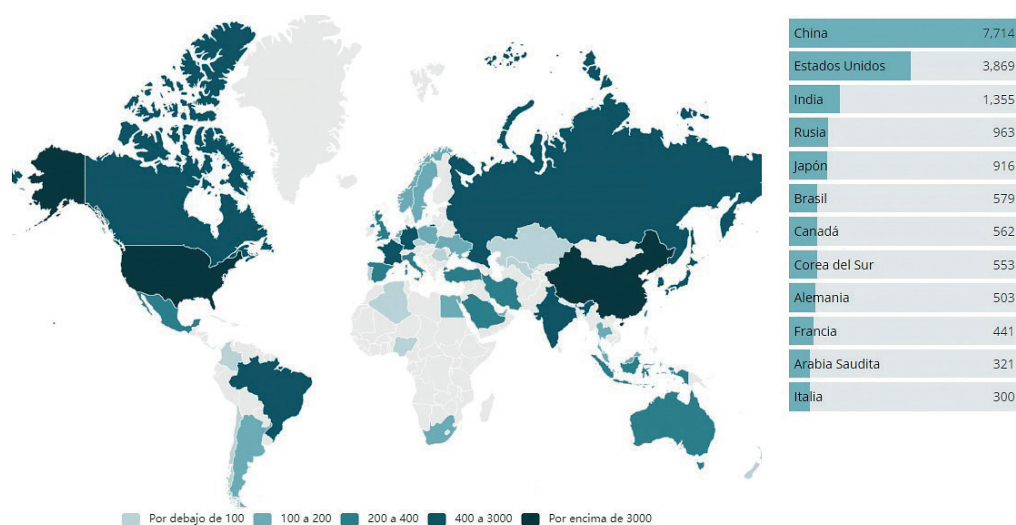 China 7,714
Estados Unidos 3,869
India 1,355
Rusia 963
Japón 916
Brasil 579
Canadá 562
Corea del Sur 553
Alemania 503
Francia 441
Arabia Saudita 321
Italia 300
Por debajo de 100 100 a 200 200 a 400 400 a 3000 Por encima de 3000